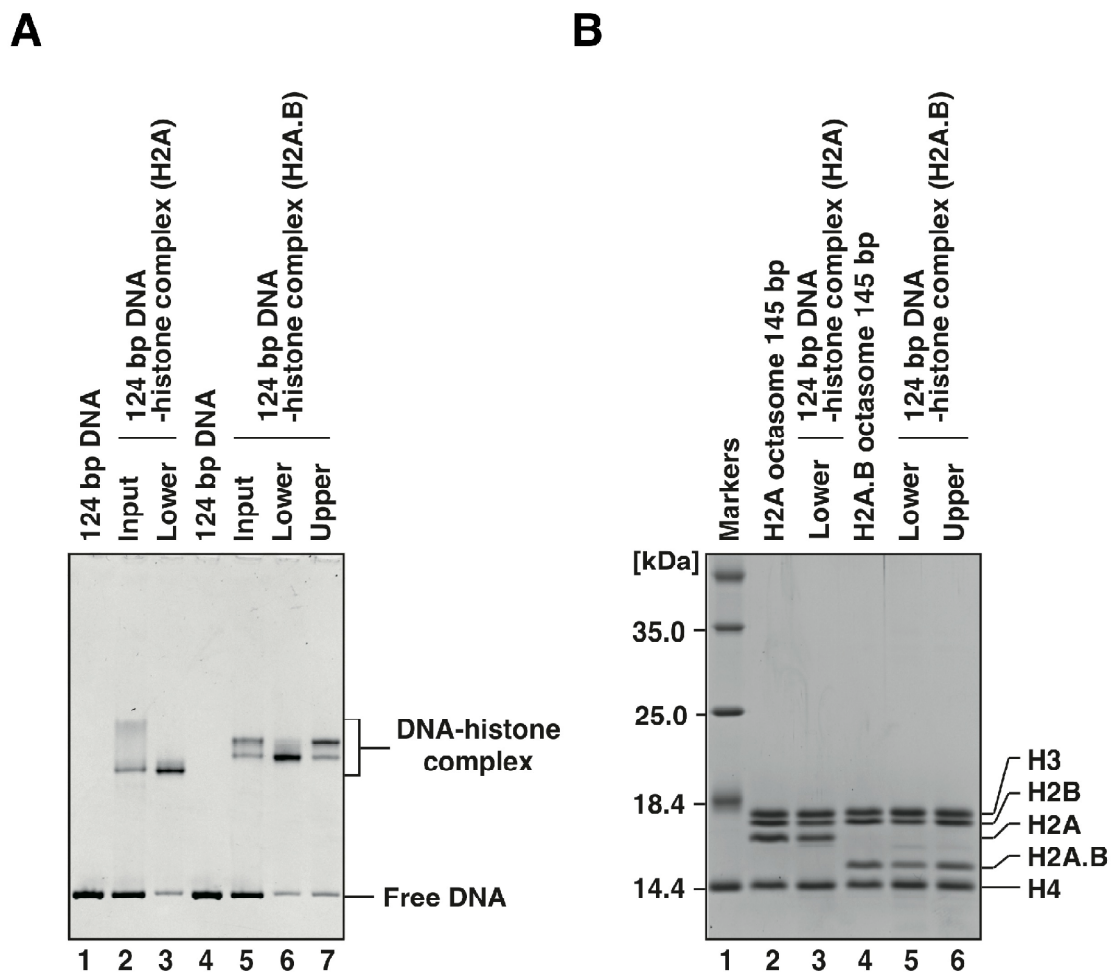 A
124 bp DNA
Input
Lower
124 bp DNA
-histone complex (H2A)
124 bp DNA
Input
Lower
Upper
124 bp DNA
-histone complex (H2A.B)
DNA-histone
complex
Free DNA
1 2 3 4 5 6 7
B
Markers
H2A octasome 145 bp
Lower
124 bp DNA
-histone complex (H2A)
H2A.B octasome 145 bp
Lower
Upper
124 bp DNA
-histone complex (H2A.B)
[kDa]
35.0
25.0
18.4
14.4
H3
H2B
H2A
H2A.B
H4
1 2 3 4 5 6